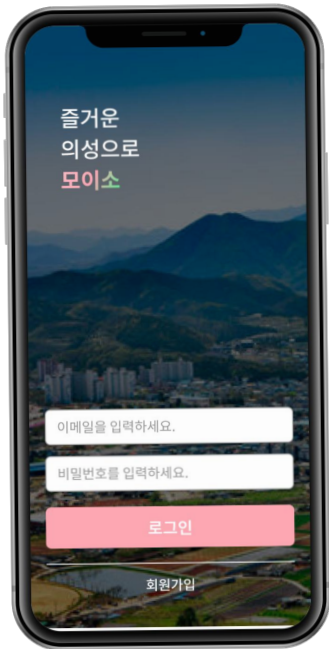 즐거운
의성으로
모이소
이메일을 입력하세요.
비밀번호를 입력하세요.
로그인
회원가입